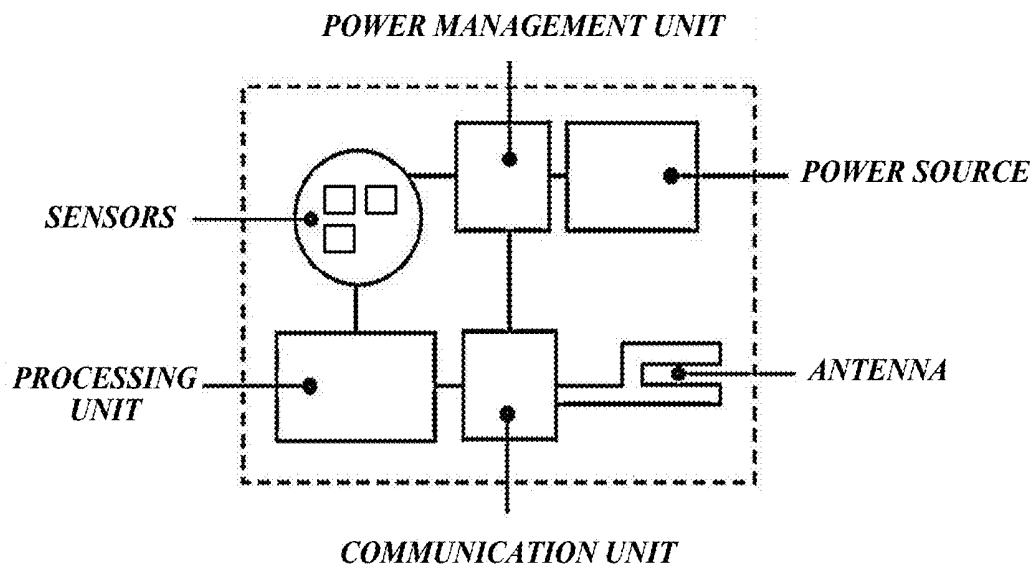 POWER MANAGEMENT UNIT
POWER SOURCE
SENSORS
PROCESSING
UNIT
ANTENNA
COMMUNICATION UNIT